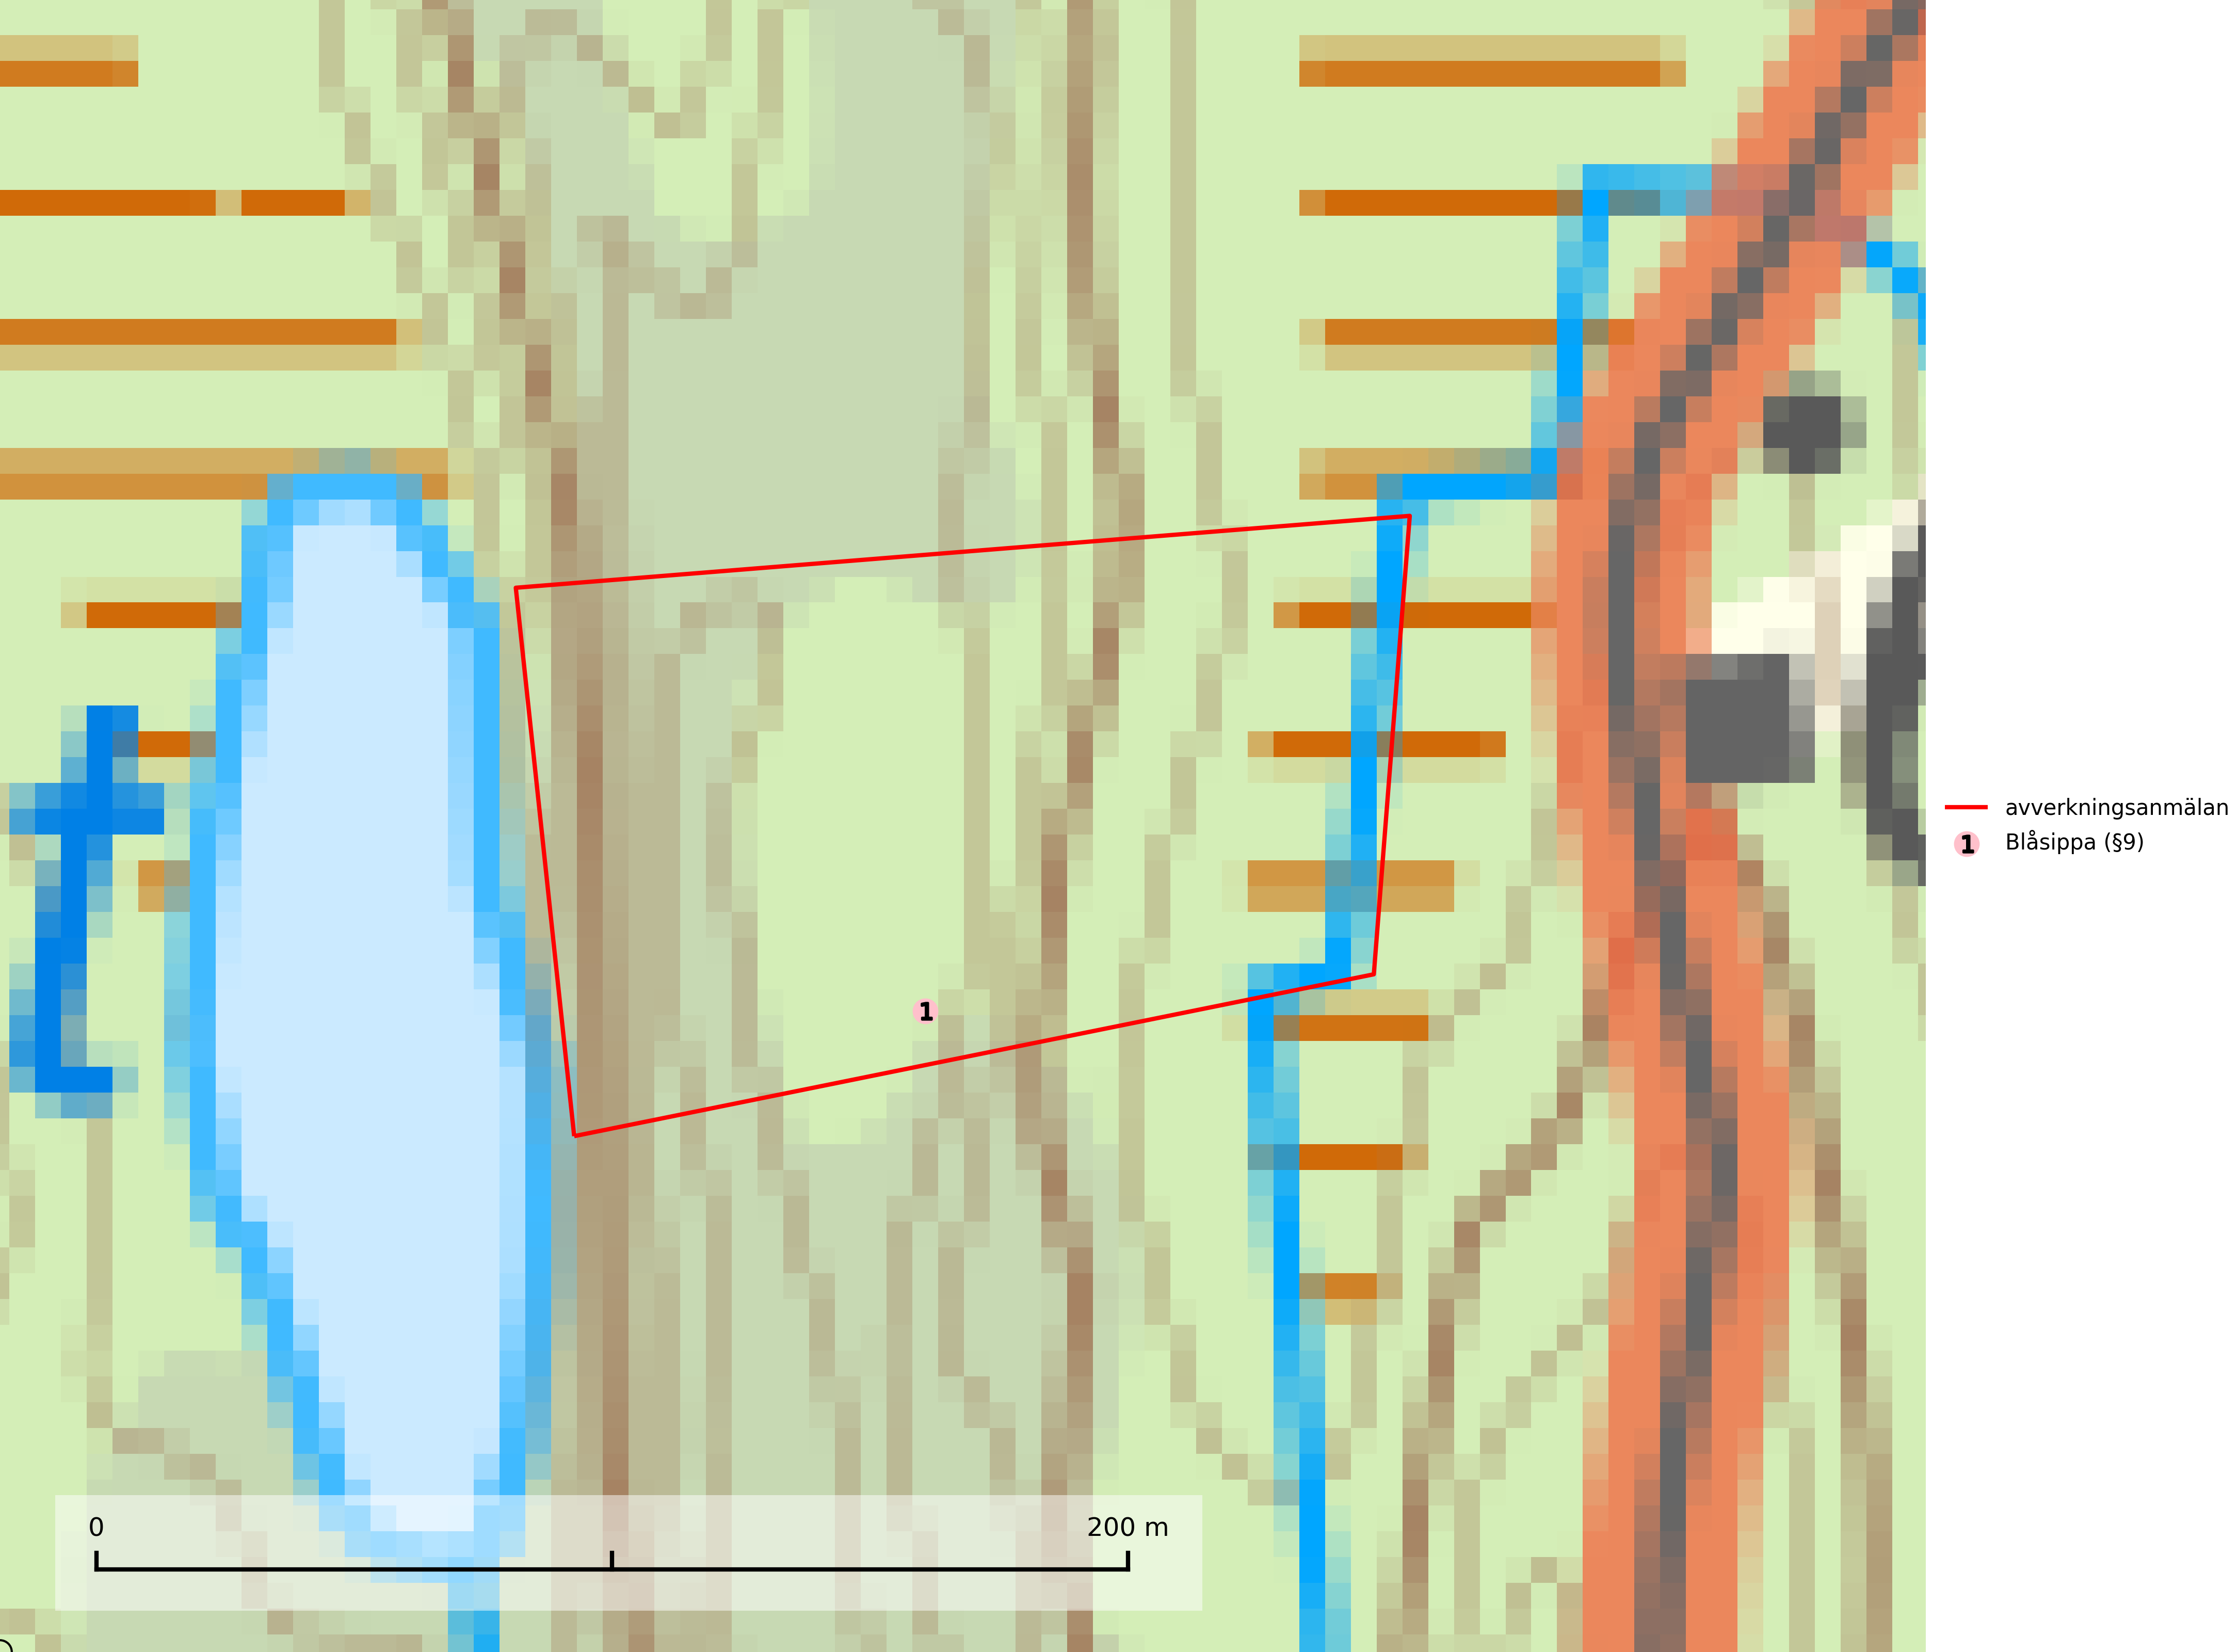 1
avverkningsanmälan
1 Blåsippa (§9)
0 200 m